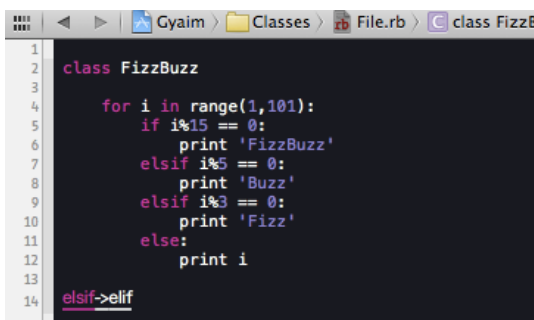 Gyaim Classes File.rb class FizzB
1
2 class FizzBuzz
3
4 for i in range(1,101):
5 if i%15 == 0:
6 print 'FizzBuzz'
7 elsif i%5 == 0:
8 print 'Buzz'
9 elsif i%3 == 0:
10 print 'Fizz'
11 else:
12 print i
13
14 elsif->elif